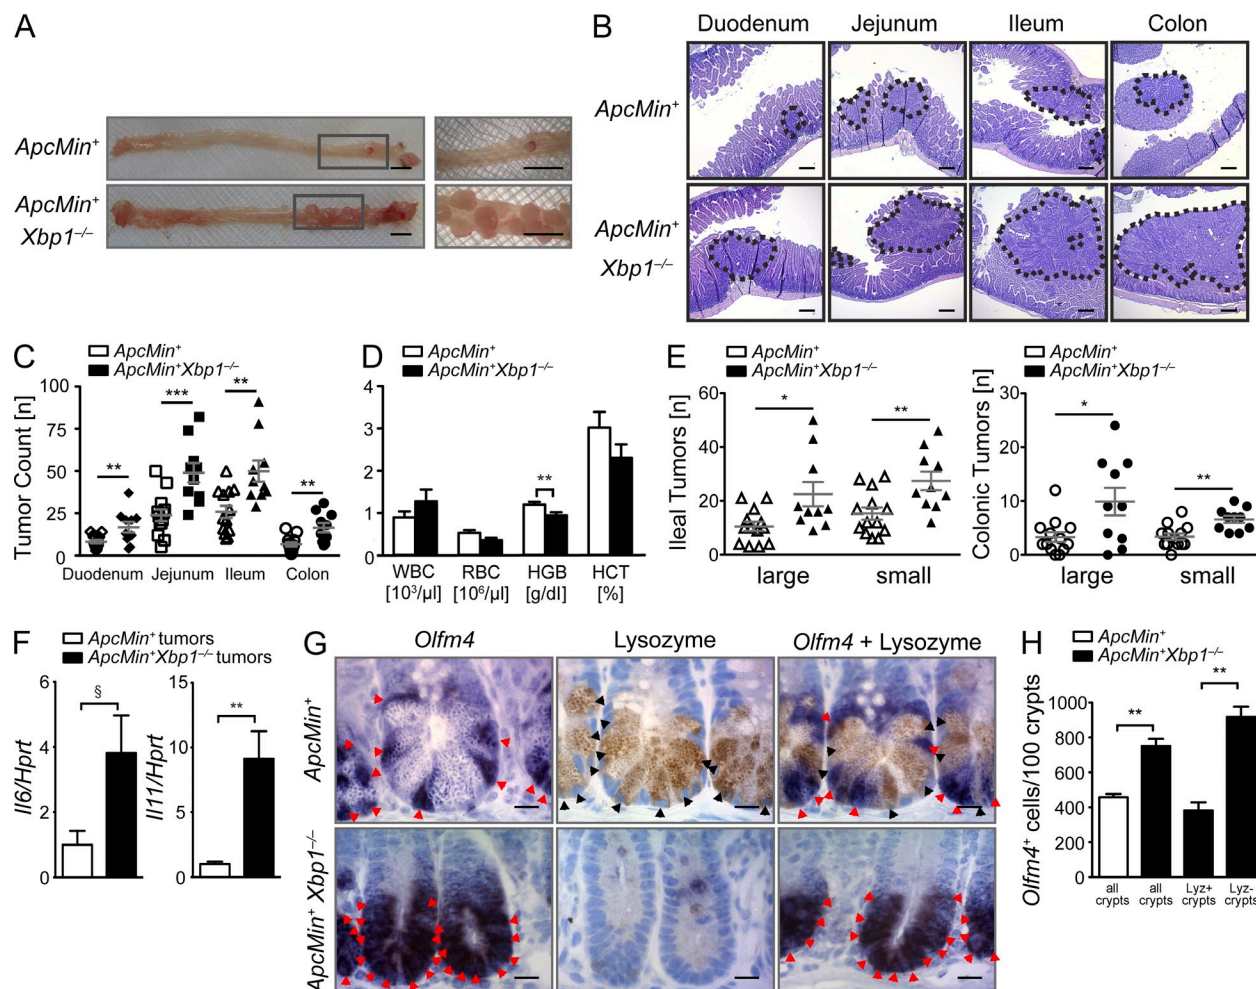 A
ApcMin⁺
ApcMin⁺
Xbp1⁻/⁻
B
Duodenum Jejunum Ileum Colon
ApcMin⁺
ApcMin⁺
Xbp1⁻/⁻
C
ApcMin⁺
ApcMin⁺Xbp1⁻/⁻
Tumor Count [n]
100
75
50
25
0
** *** ** **
Duodenum Jejunum Ileum Colon
D
ApcMin⁺
ApcMin⁺Xbp1⁻/⁻
4
3
2
1
0
**
WBC RBC HGB HCT
[10³/µl] [10⁶/µl] [g/dl] [%]
E
ApcMin⁺
ApcMin⁺Xbp1⁻/⁻
Ileal Tumors [n]
60
40
20
0
* **
large small
ApcMin⁺
ApcMin⁺Xbp1⁻/⁻
Colonic Tumors [n]
30
20
10
0
* **
large small
F
ApcMin⁺ tumors
ApcMin⁺Xbp1⁻/⁻ tumors
Il6/Hprt
6
4
2
0
§
Il11/Hprt
15
10
5
0
**
G
Olfm4 Lysozyme Olfm4 + Lysozyme
ApcMin⁺
ApcMin⁺ Xbp1⁻/⁻
H
ApcMin⁺
ApcMin⁺Xbp1⁻/⁻
Olfm4⁺ cells/100 crypts
1000
800
600
400
200
0
** **
all all Lyz+ Lyz-
crypts crypts crypts crypts